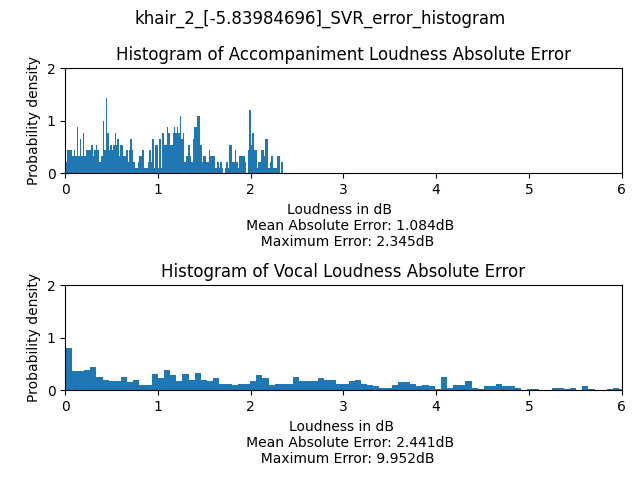 khair_2_[-5.83984696]_SVR_error_histogram
Histogram of Accompaniment Loudness Absolute Error
Probability density
2
1
0
0 1 2 3 4 5 6
Loudness in dB
Mean Absolute Error: 1.084dB
Maximum Error: 2.345dB
Histogram of Vocal Loudness Absolute Error
Probability density
2
1
0
0 1 2 3 4 5 6
Loudness in dB
Mean Absolute Error: 2.441dB
Maximum Error: 9.952dB